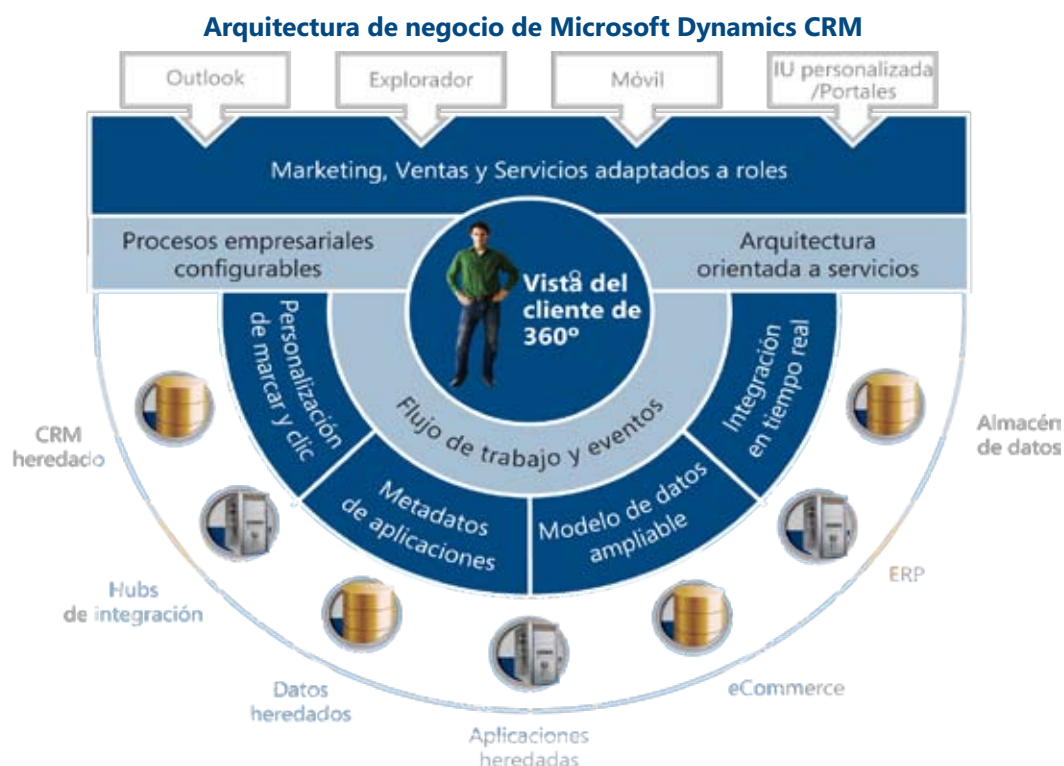 Arquitectura de negocio de Microsoft Dynamics CRM
Outlook
Explorador
Móvil
IU personalizada
/Portales
Marketing, Ventas y Servicios adaptados a roles
Procesos empresariales
configurables
Arquitectura
orientada a servicios
Vista del
cliente de
360º
Flujo de trabajo y eventos
Personalización
de marcar y clic
Metadatos
de aplicaciones
Modelo de datos
ampliable
Integración
en tiempo real
CRM
heredado
Hubs
de integración
Datos
heredados
Aplicaciones
heredadas
eCommerce
ERP
Almacén
de datos